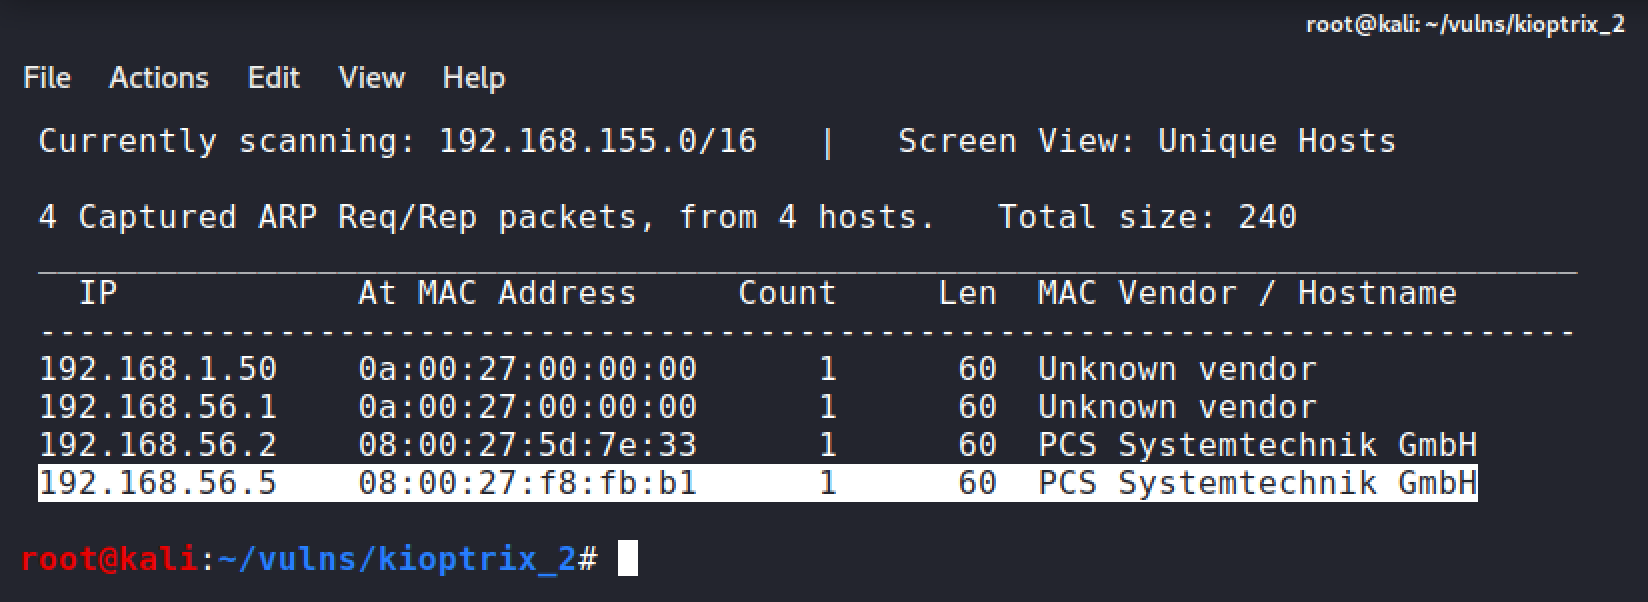 root@kali: ~/vulns/kioptrix_2
File Actions Edit View Help
Currently scanning: 192.168.155.0/16 | Screen View: Unique Hosts
4 Captured ARP Req/Rep packets, from 4 hosts. Total size: 240
_____________________________________________________________________________
IP At MAC Address Count Len MAC Vendor / Hostname
-----------------------------------------------------------------------------
192.168.1.50 0a:00:27:00:00:00 1 60 Unknown vendor
192.168.56.1 0a:00:27:00:00:00 1 60 Unknown vendor
192.168.56.2 08:00:27:5d:7e:33 1 60 PCS Systemtechnik GmbH
192.168.56.5 08:00:27:f8:fb:b1 1 60 PCS Systemtechnik GmbH
root@kali:~/vulns/kioptrix_2#